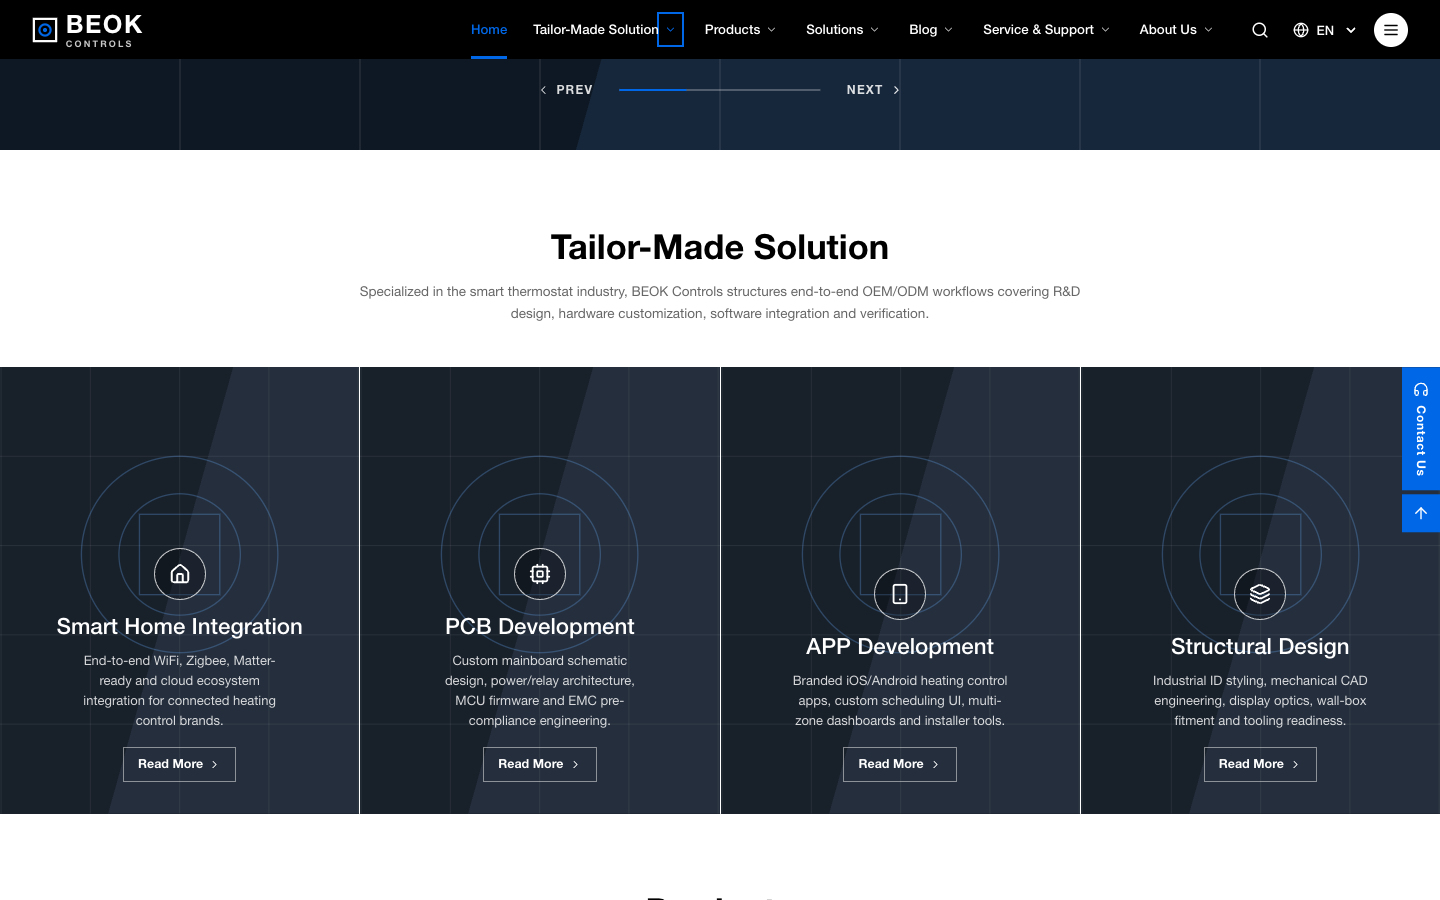 BEOK
CONTROLS
Home
Tailor-Made Solution
Products
Solutions
Blog
Service & Support
About Us
EN
PREV
NEXT
Tailor-Made Solution
Specialized in the smart thermostat industry, BEOK Controls structures end-to-end OEM/ODM workflows covering R&D
design, hardware customization, software integration and verification.
Contact Us
Smart Home Integration
End-to-end WiFi, Zigbee, Matter-
ready and cloud ecosystem
integration for connected heating
control brands.
Read More
PCB Development
Custom mainboard schematic
design, power/relay architecture,
MCU firmware and EMC pre-
compliance engineering.
Read More
APP Development
Branded iOS/Android heating control
apps, custom scheduling UI, multi-
zone dashboards and installer tools.
Read More
Structural Design
Industrial ID styling, mechanical CAD
engineering, display optics, wall-box
fitment and tooling readiness.
Read More